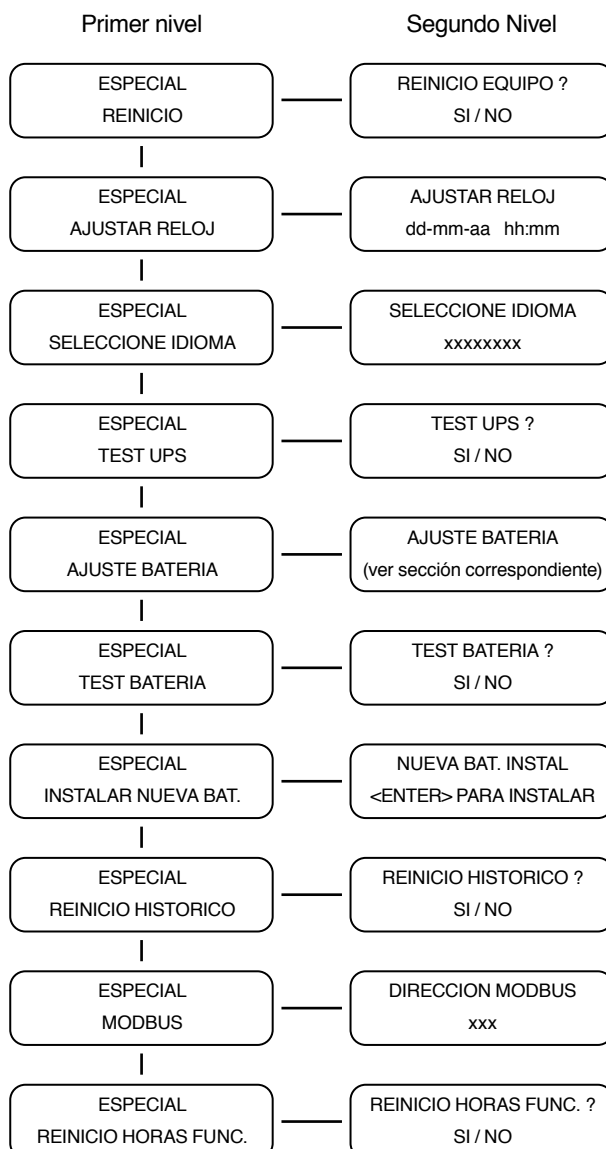 Primer nivel
Segundo Nivel
ESPECIAL
REINICIO
REINICIO EQUIPO ?
SI / NO
ESPECIAL
AJUSTAR RELOJ
AJUSTAR RELOJ
dd-mm-aa hh:mm
ESPECIAL
SELECCIONE IDIOMA
SELECCIONE IDIOMA
xxxxxxxx
ESPECIAL
TEST UPS
TEST UPS ?
SI / NO
ESPECIAL
AJUSTE BATERIA
AJUSTE BATERIA
(ver sección correspondiente)
ESPECIAL
TEST BATERIA
TEST BATERIA ?
SI / NO
ESPECIAL
INSTALAR NUEVA BAT.
NUEVA BAT. INSTAL
<ENTER> PARA INSTALAR
ESPECIAL
REINICIO HISTORICO
REINICIO HISTORICO ?
SI / NO
ESPECIAL
MODBUS
DIRECCION MODBUS
xxx
ESPECIAL
REINICIO HORAS FUNC.
REINICIO HORAS FUNC. ?
SI / NO